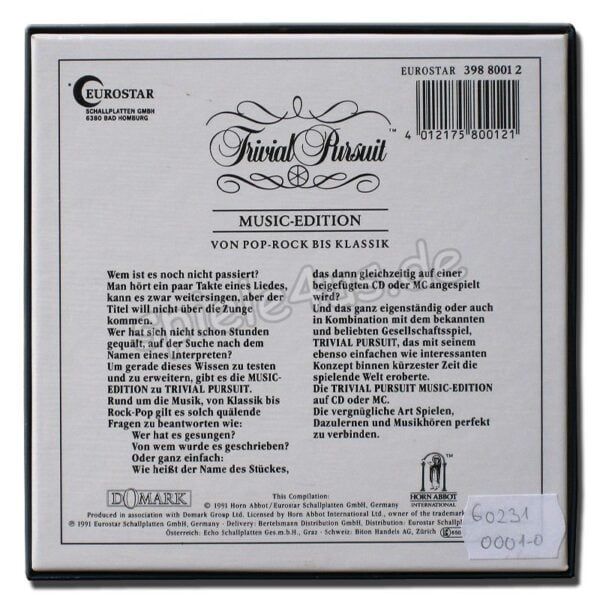 EUROSTAR
SCHALLPLATTEN GMBH
6380 BAD HOMBURG
EUROSTAR 398 8001 2
4 012175 800121
Trivial Pursuit™
MUSIC-EDITION
VON POP-ROCK BIS KLASSIK
Wem ist es noch nicht passiert?
Man hört ein paar Takte eines Liedes,
kann es zwar weitersingen, aber der
Titel will nicht über die Zunge
kommen.
Wer hat sich nicht schon Stunden
gequält, auf der Suche nach dem
Namen eines Interpreten?
Um gerade dieses Wissen zu testen
und zu erweitern, gibt es die MUSIC-
EDITION zu TRIVIAL PURSUIT.
Rund um die Musik, von Klassik bis
Rock-Pop gilt es solch quälende
Fragen zu beantworten wie:
Wer hat es gesungen?
Von wem wurde es geschrieben?
Oder ganz einfach:
Wie heißt der Name des Stückes,
das dann gleichzeitig auf einer
beigefügten CD oder MC angespielt
wird?
Und das ganz eigenständig oder auch
in Kombination mit dem bekannten
und beliebten Gesellschaftsspiel,
TRIVIAL PURSUIT, das mit seinem
ebenso einfachen wie interessanten
Konzept binnen kürzester Zeit die
spielende Welt eroberte.
Die TRIVIAL PURSUIT MUSIC-EDITION
auf CD oder MC.
Die vergnügliche Art Spielen,
Dazulernen und Musikhören perfekt
zu verbinden.
spiele4us.de
DOMARK
HORN ABBOT
INTERNATIONAL
This Compilation:
© 1991 Horn Abbot/Eurostar Schallplatten GmbH, Germany
Produced in association with Domark Group Ltd. Licensed by Horn Abbot International Ltd., owner of the trademark
℗ 1991 Eurostar Schallplatten GmbH, Germany - Delivery: Bertelsmann Distribution GmbH, Distribution: Eurostar
Österreich: Echo Schallplatten Ges.m.b.H., Graz - Schweiz: Biton Handels AG, Zürich
60231
0001-0